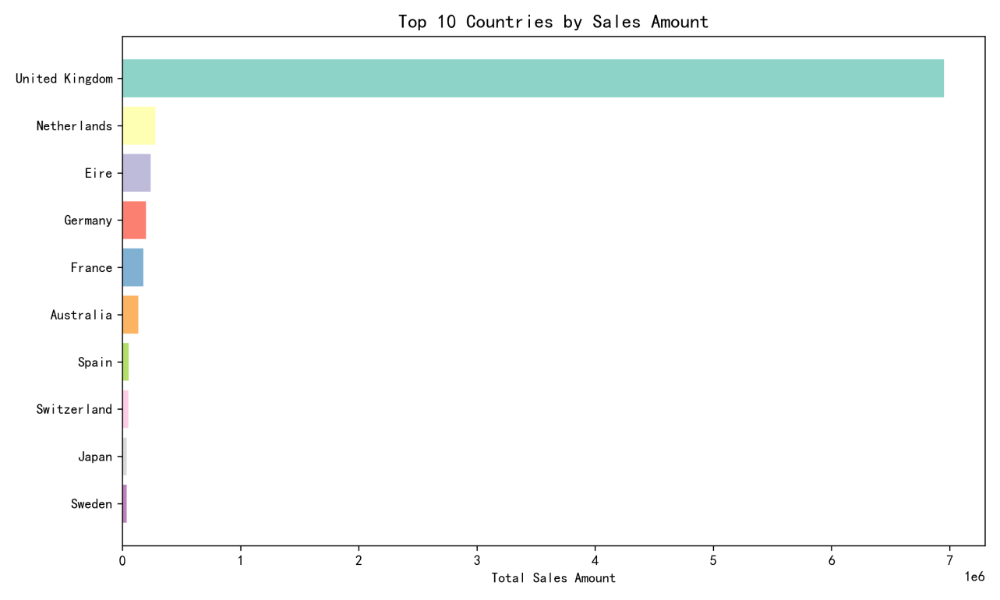 Top 10 Countries by Sales Amount
United Kingdom
Netherlands
Eire
Germany
France
Australia
Spain
Switzerland
Japan
Sweden
0 1 2 3 4 5 6 7
Total Sales Amount
1e6